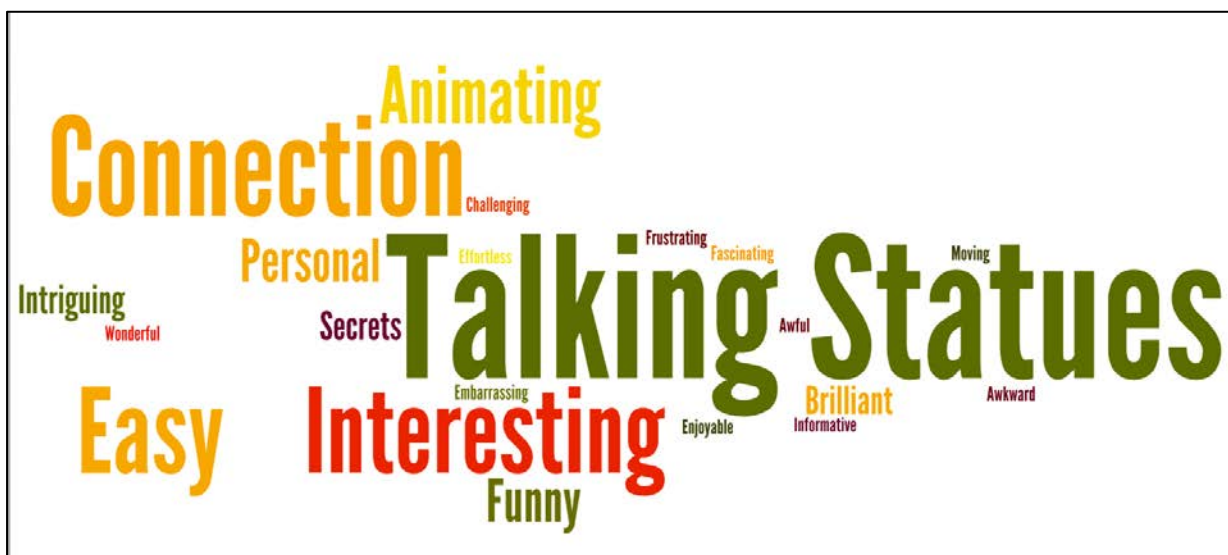 Animating
Connection
Challenging
Personal
Effortless
Frustrating
Fascinating
Moving
Talking Statues
Intriguing
Wonderful
Secrets
Awful
Easy
Interesting
Embarrassing
Enjoyable
Brilliant
Informative
Awkward
Funny